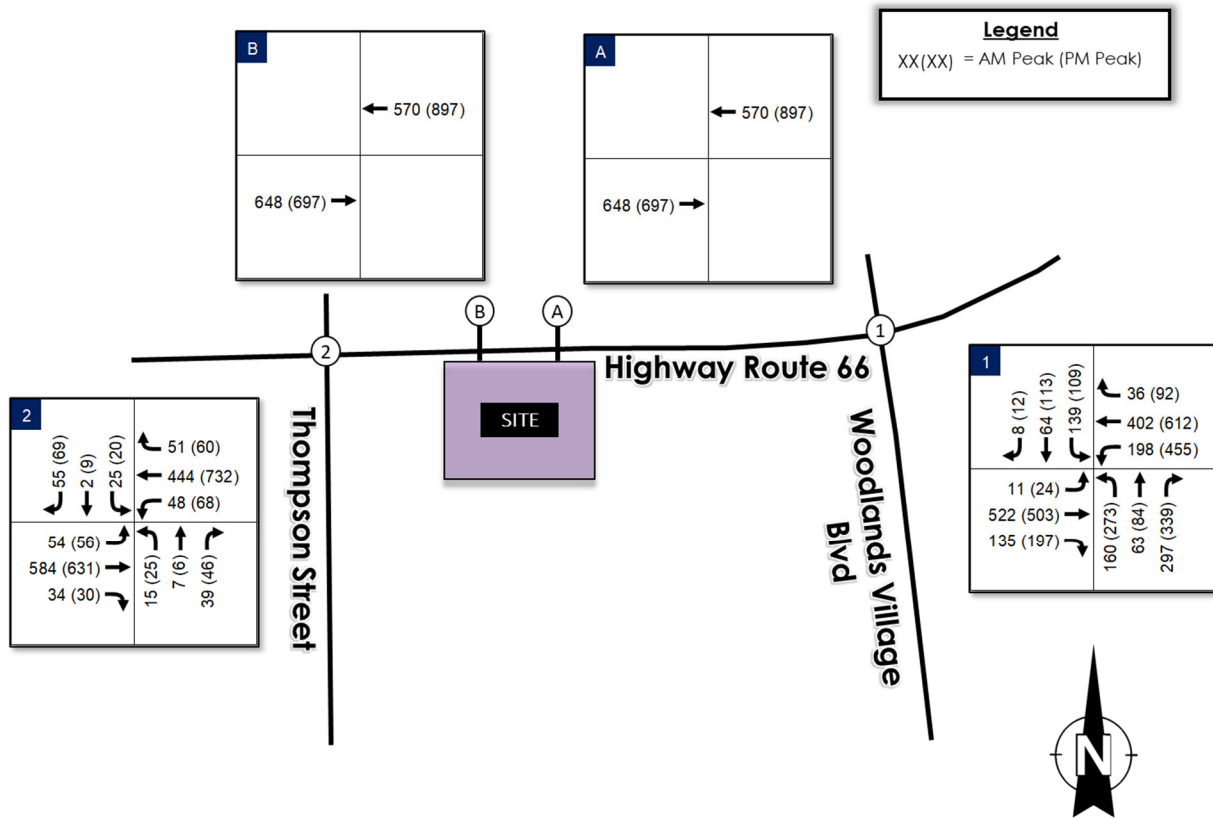 Legend
XX(XX) = AM Peak (PM Peak)
B
570 (897)
648 (697)
A
570 (897)
648 (697)
B
A
2
1
Highway Route 66
SITE
Thompson Street
Woodlands Village
Blvd
2
55 (69)
2 (9)
25 (20)
51 (60)
444 (732)
48 (68)
54 (56)
584 (631)
34 (30)
15 (25)
7 (6)
39 (46)
1
8 (12)
64 (113)
139 (109)
36 (92)
402 (612)
198 (455)
11 (24)
522 (503)
135 (197)
160 (273)
63 (84)
297 (339)
N